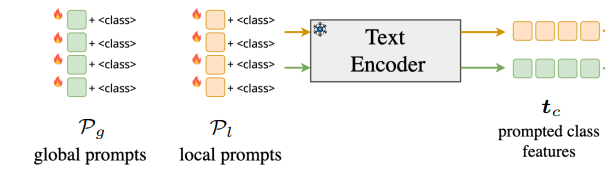 + <class>
+ <class>
+ <class>
+ <class>
𝒫g
global prompts
+ <class>
+ <class>
+ <class>
+ <class>
𝒫l
local prompts
Text
Encoder
tc
prompted class
features